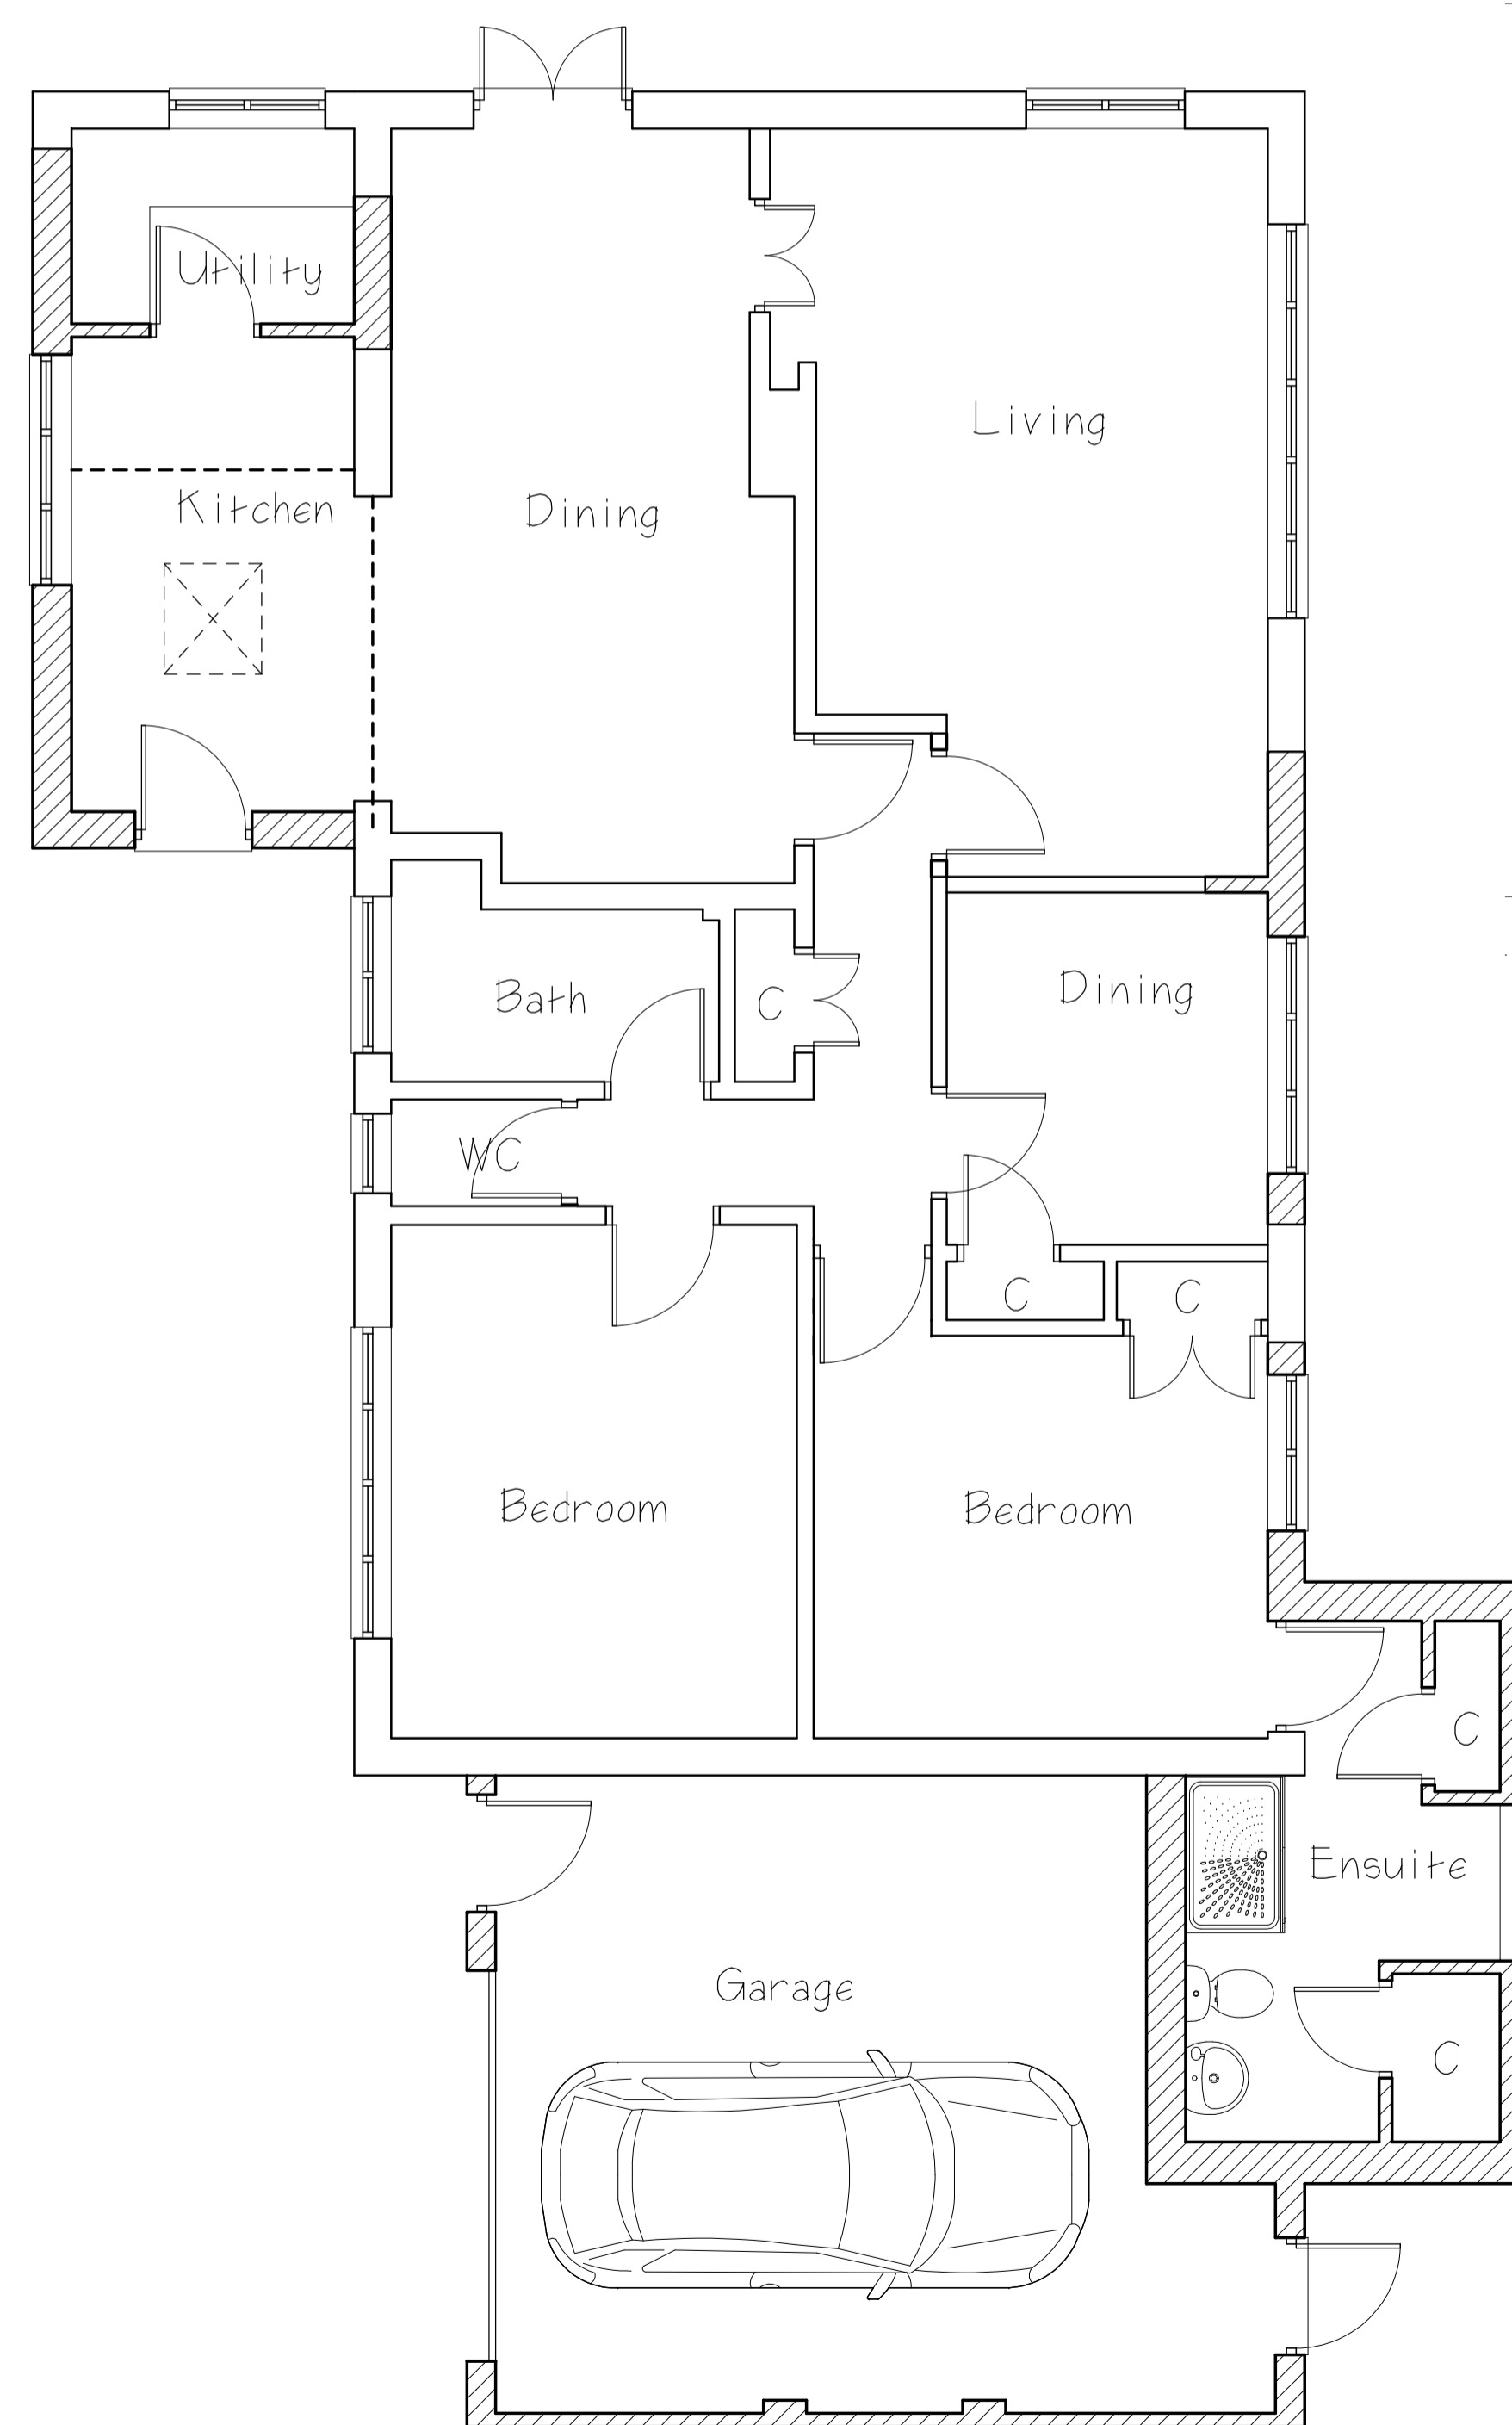 Utility
Living
Kitchen
Dining
Bath
C
Dining
WC
C
C
Bedroom
Bedroom
C
Ensuite
Garage
C